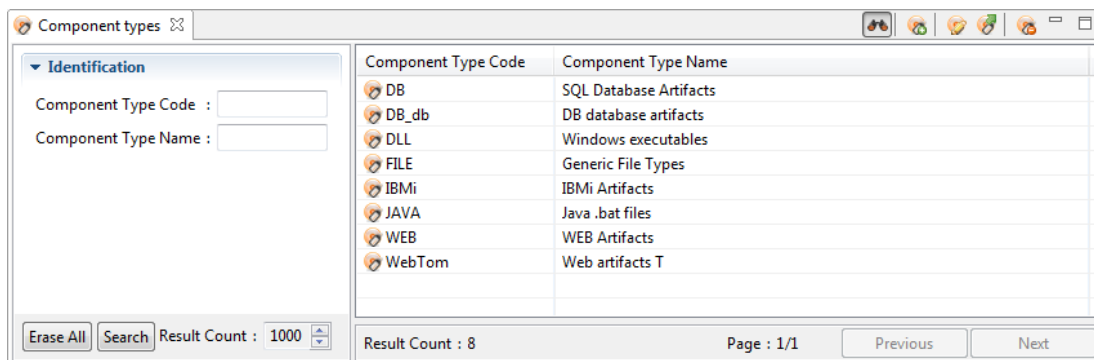 Component types
Identification
Component Type Code :
Component Type Name :
Erase All Search Result Count : 1000
Component Type Code Component Type Name
DB SQL Database Artifacts
DB_db DB database artifacts
DLL Windows executables
FILE Generic File Types
IBMi IBMi Artifacts
JAVA Java .bat files
WEB WEB Artifacts
WebTom Web artifacts T
Result Count : 8 Page : 1/1 Previous Next